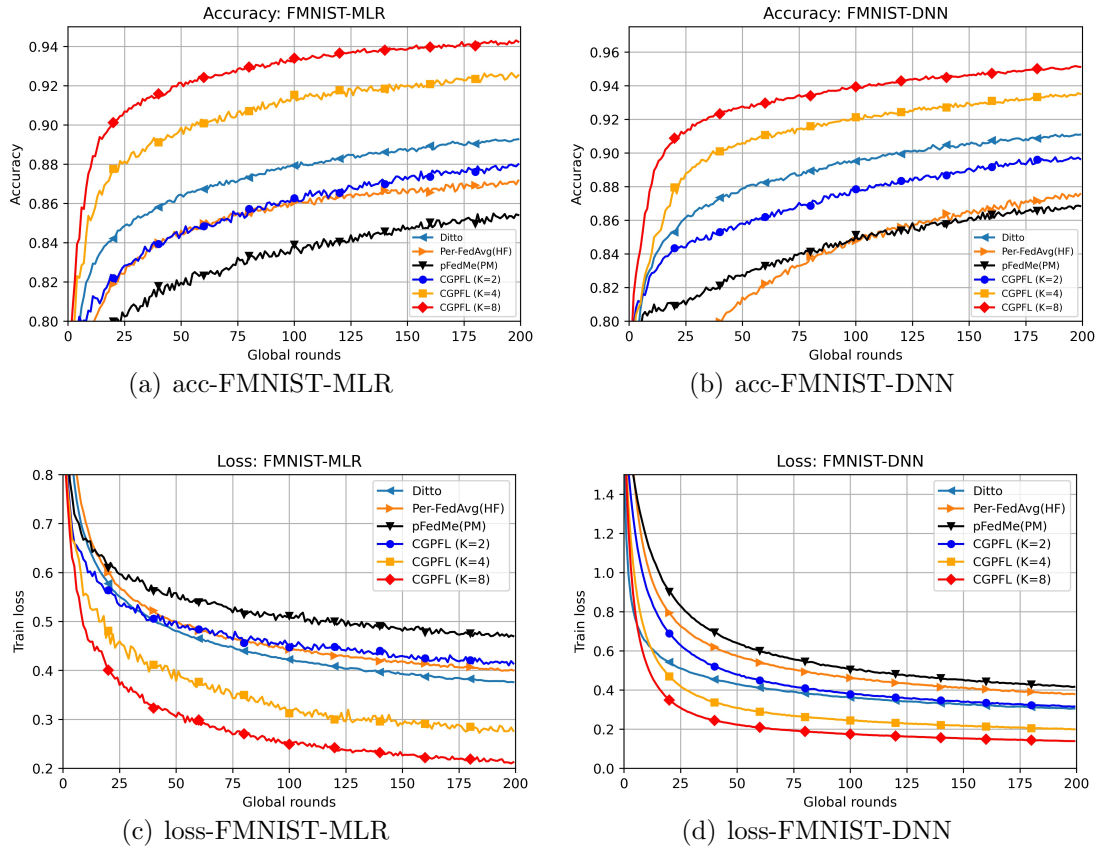 Accuracy: FMNIST-MLR
0.94
0.92
0.90
0.88
0.86
0.84
0.82
0.80
Accuracy
0 25 50 75 100 125 150 175 200
Global rounds
Ditto
Per-FedAvg(HF)
pFedMe(PM)
CGPFL (K=2)
CGPFL (K=4)
CGPFL (K=8)
(a) acc-FMNIST-MLR
Accuracy: FMNIST-DNN
0.96
0.94
0.92
0.90
0.88
0.86
0.84
0.82
0.80
Accuracy
0 25 50 75 100 125 150 175 200
Global rounds
Ditto
Per-FedAvg(HF)
pFedMe(PM)
CGPFL (K=2)
CGPFL (K=4)
CGPFL (K=8)
(b) acc-FMNIST-DNN
Loss: FMNIST-MLR
0.8
0.7
0.6
0.5
0.4
0.3
0.2
Train loss
0 25 50 75 100 125 150 175 200
Global rounds
Ditto
Per-FedAvg(HF)
pFedMe(PM)
CGPFL (K=2)
CGPFL (K=4)
CGPFL (K=8)
(c) loss-FMNIST-MLR
Loss: FMNIST-DNN
1.4
1.2
1.0
0.8
0.6
0.4
0.2
0.0
Train loss
0 25 50 75 100 125 150 175 200
Global rounds
Ditto
Per-FedAvg(HF)
pFedMe(PM)
CGPFL (K=2)
CGPFL (K=4)
CGPFL (K=8)
(d) loss-FMNIST-DNN